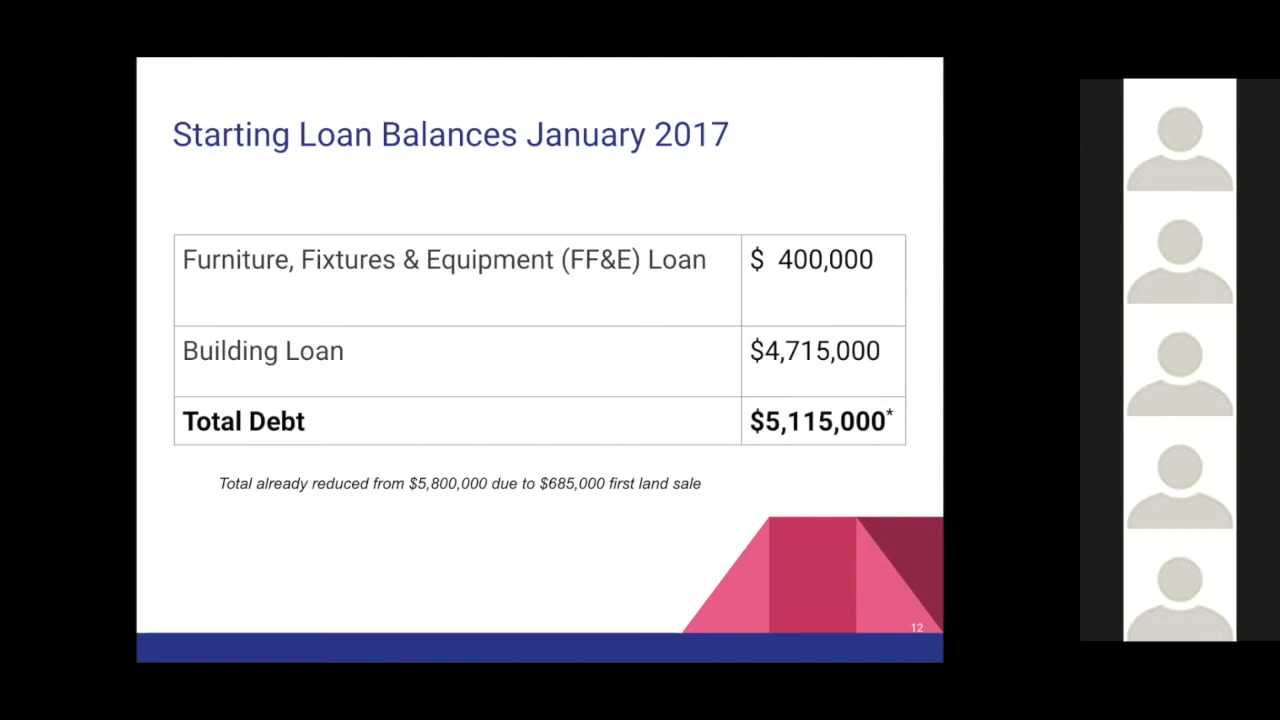 Starting Loan Balances January 2017
Furniture, Fixtures & Equipment (FF&E) Loan $ 400,000
Building Loan $4,715,000
Total Debt $5,115,000*
Total already reduced from $5,800,000 due to $685,000 first land sale
12